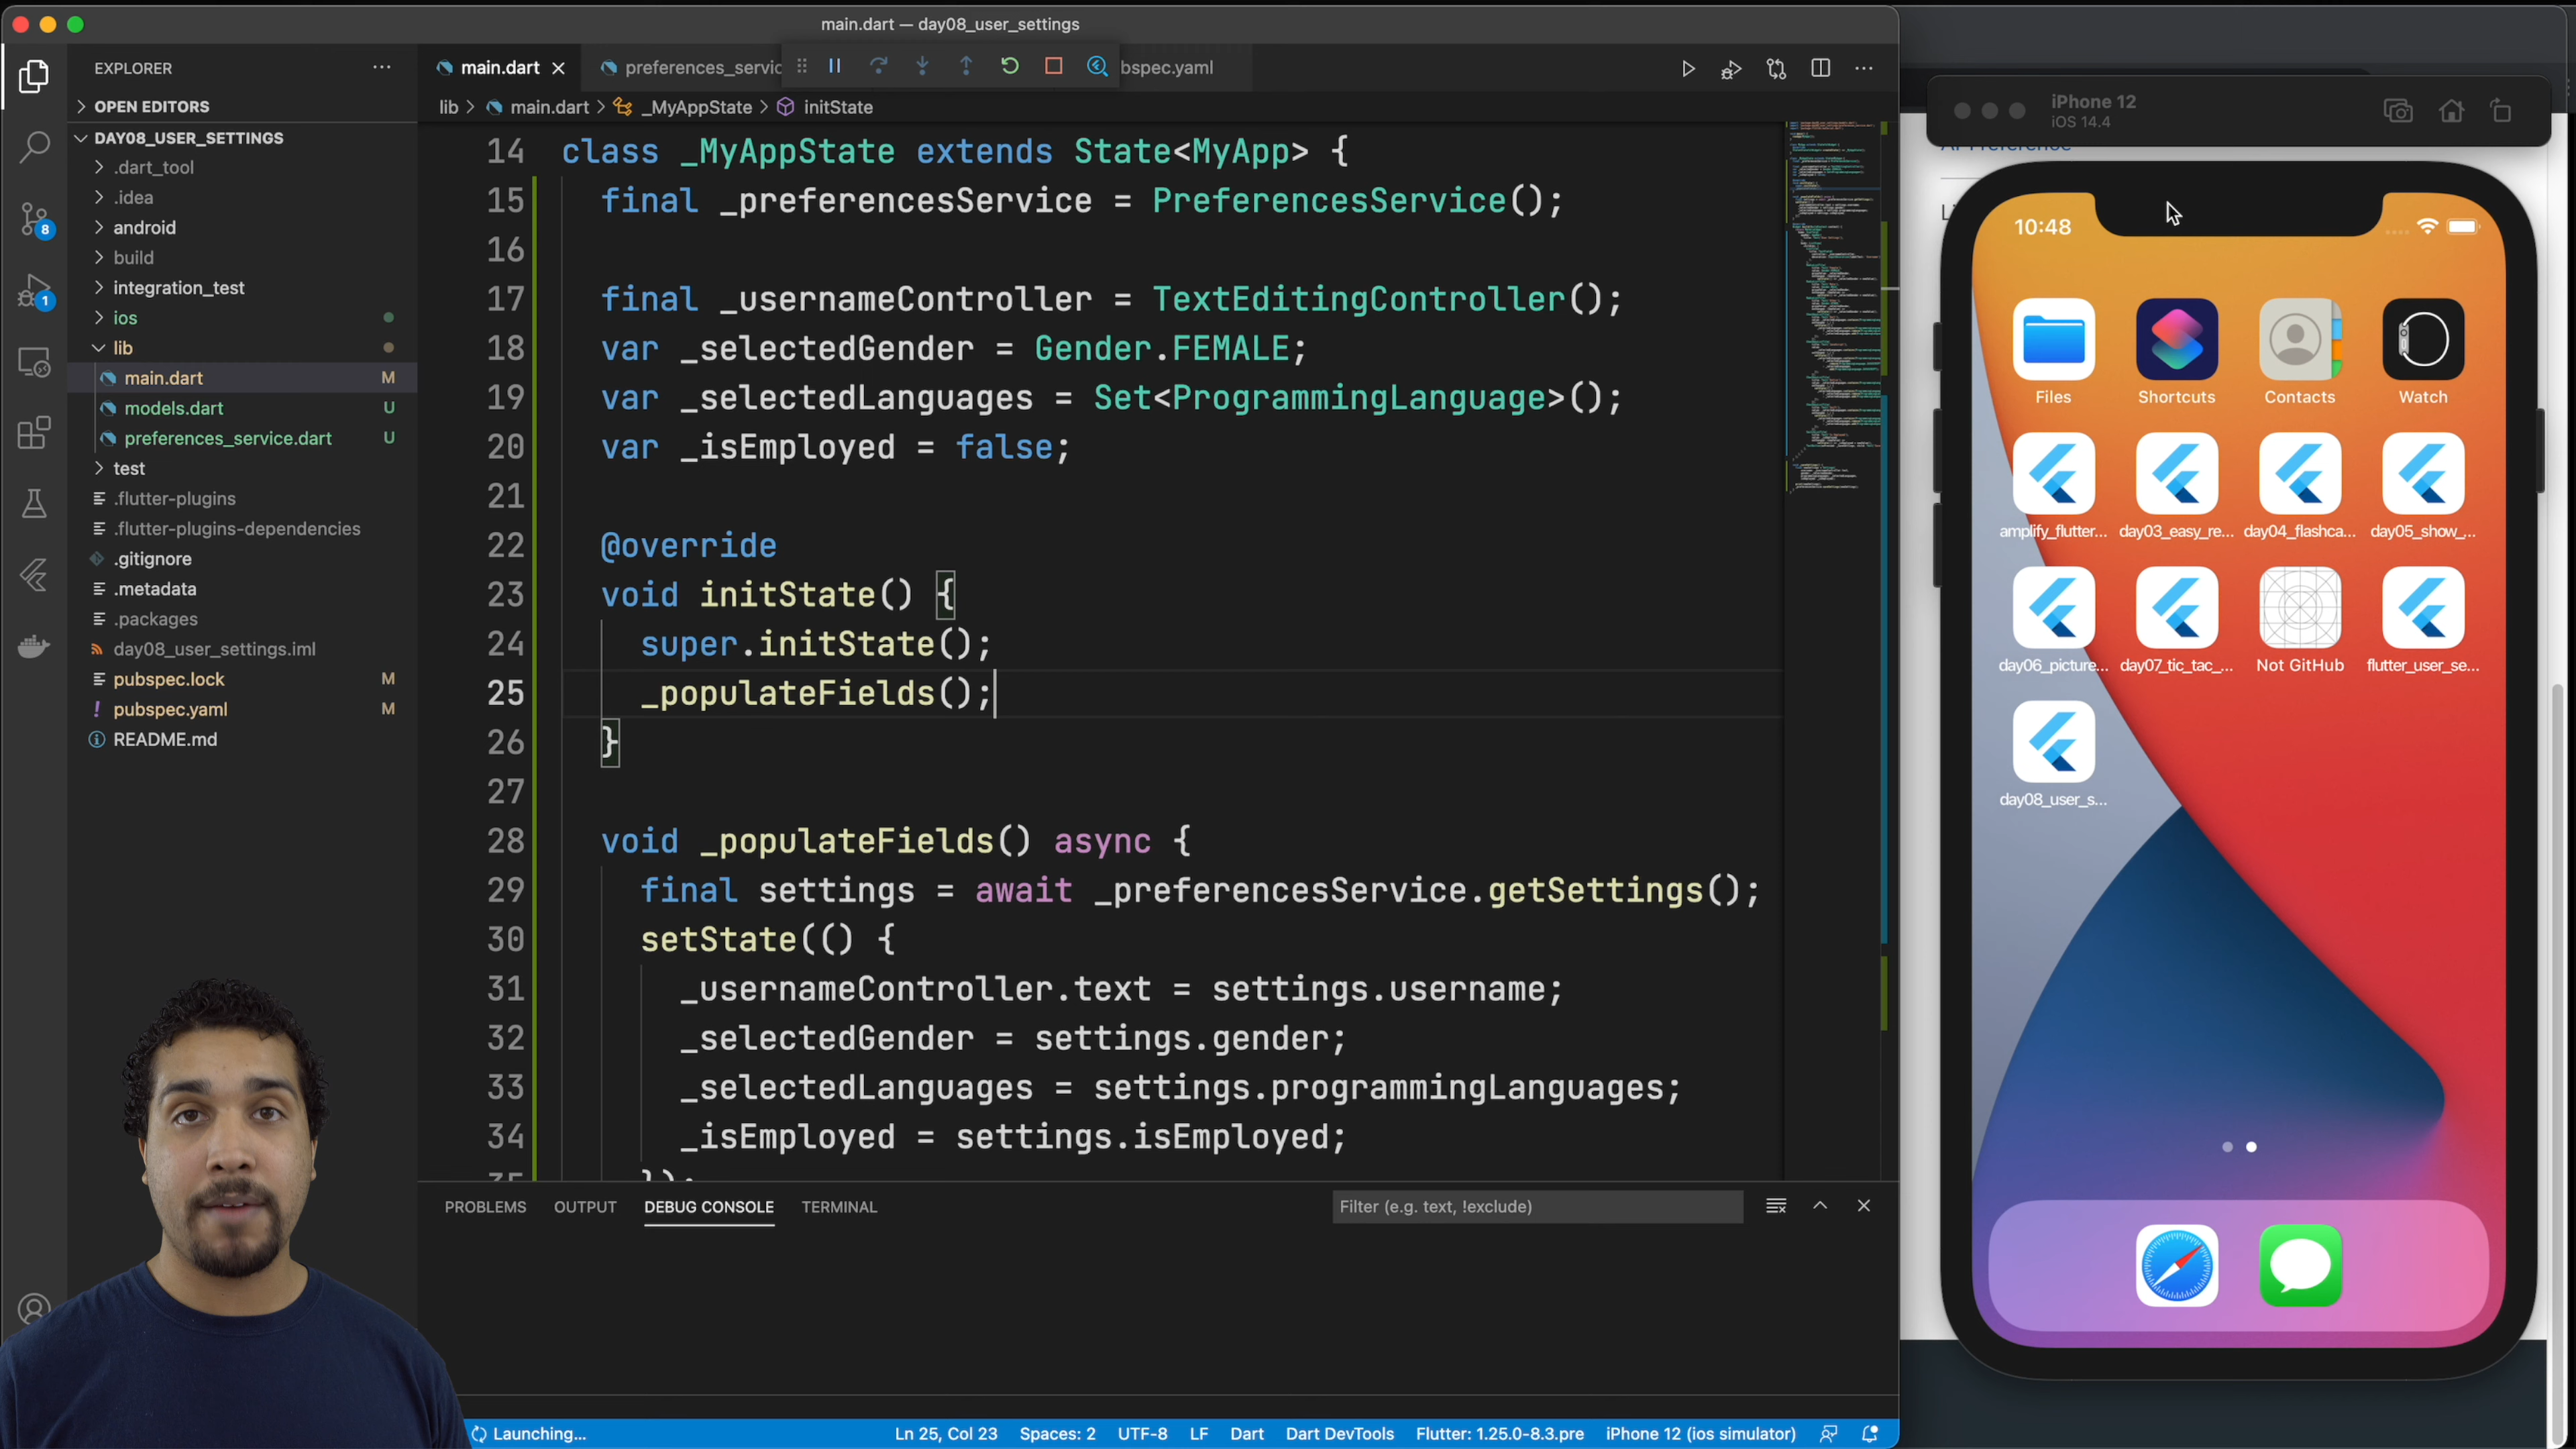 main.dart — day08_user_settings
EXPLORER
OPEN EDITORS
DAY08_USER_SETTINGS
.dart_tool
.idea
android
build
integration_test
ios
lib
main.dart M
models.dart U
preferences_service.dart U
test
.flutter-plugins
.flutter-plugins-dependencies
.gitignore
.metadata
.packages
day08_user_settings.iml
pubspec.lock M
pubspec.yaml M
README.md
8
1
main.dart
preferences_servic
bspec.yaml
lib > main.dart > _MyAppState > initState
14 class _MyAppState extends State<MyApp> {
15 final _preferencesService = PreferencesService();
16
17 final _usernameController = TextEditingController();
18 var _selectedGender = Gender.FEMALE;
19 var _selectedLanguages = Set<ProgrammingLanguage>();
20 var _isEmployed = false;
21
22 @override
23 void initState() {
24 super.initState();
25 _populateFields();
26 }
27
28 void _populateFields() async {
29 final settings = await _preferencesService.getSettings();
30 setState(() {
31 _usernameController.text = settings.username;
32 _selectedGender = settings.gender;
33 _selectedLanguages = settings.programmingLanguages;
34 _isEmployed = settings.isEmployed;
35 });
PROBLEMS OUTPUT DEBUG CONSOLE TERMINAL
Filter (e.g. text, !exclude)
Launching...
Ln 25, Col 23 Spaces: 2 UTF-8 LF Dart Dart DevTools Flutter: 1.25.0-8.3.pre iPhone 12 (ios simulator)
iPhone 12
iOS 14.4
10:48
Files Shortcuts Contacts Watch
amplify_flutter... day03_easy_re... day04_flashca... day05_show_...
day06_picture... day07_tic_tac_... Not GitHub flutter_user_se...
day08_user_s...